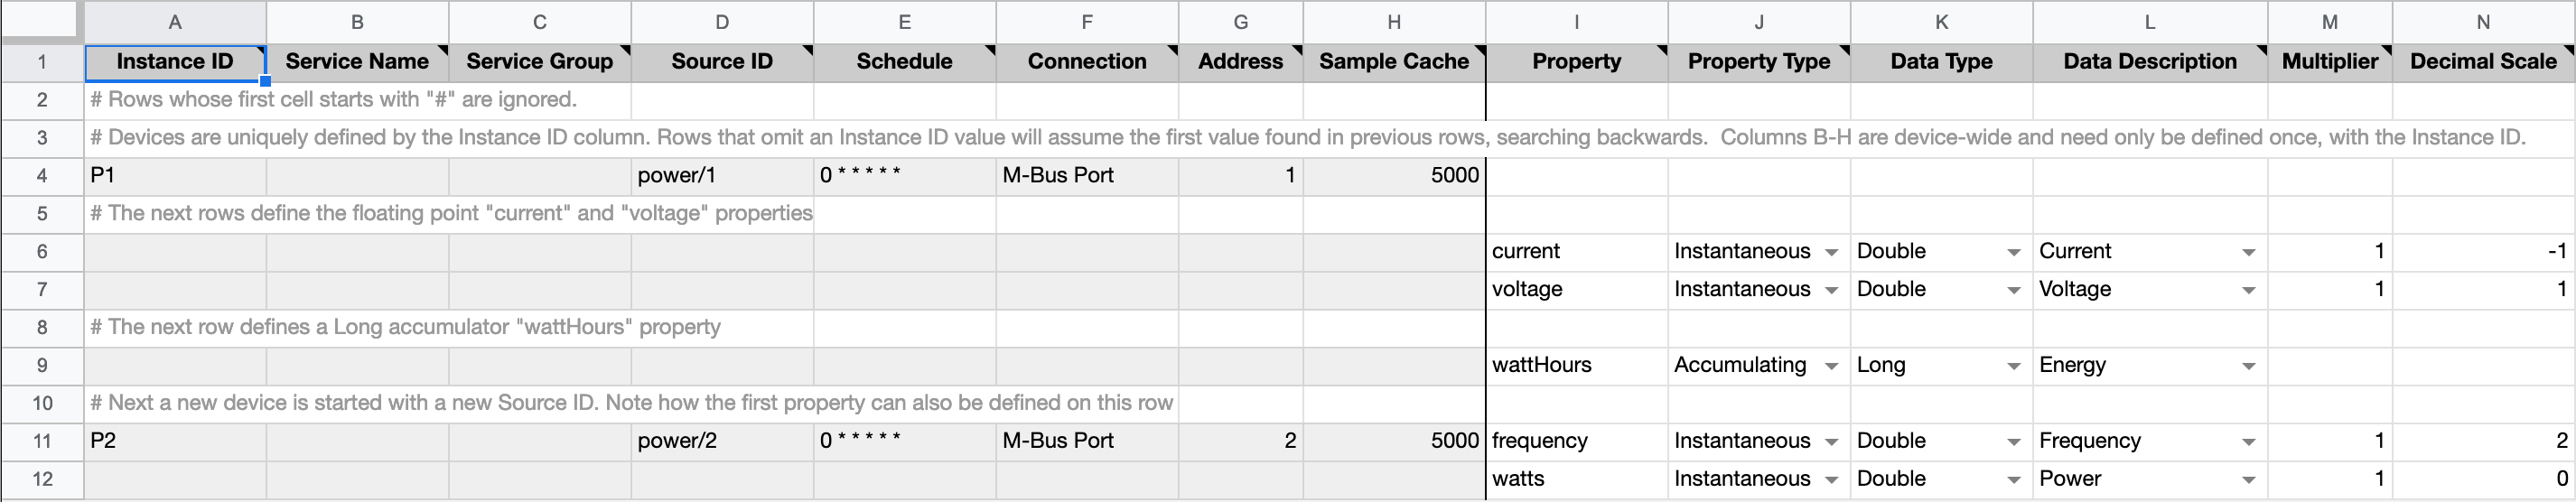 A B C D E F G H I J K L M N
1 Instance ID Service Name Service Group Source ID Schedule Connection Address Sample Cache Property Property Type Data Type Data Description Multiplier Decimal Scale
2 # Rows whose first cell starts with "#" are ignored.
3 # Devices are uniquely defined by the Instance ID column. Rows that omit an Instance ID value will assume the first value found in previous rows, searching backwards.  Columns B-H are device-wide and need only be defined once, with the Instance ID.
4 P1 power/1 0 * * * * * M-Bus Port 1 5000
5 # The next rows define the floating point "current" and "voltage" properties
6 current Instantaneous Double Current 1 -1
7 voltage Instantaneous Double Voltage 1 1
8 # The next row defines a Long accumulator "wattHours" property
9 wattHours Accumulating Long Energy
10 # Next a new device is started with a new Source ID. Note how the first property can also be defined on this row
11 P2 power/2 0 * * * * * M-Bus Port 2 5000 frequency Instantaneous Double Frequency 1 2
12 watts Instantaneous Double Power 1 0